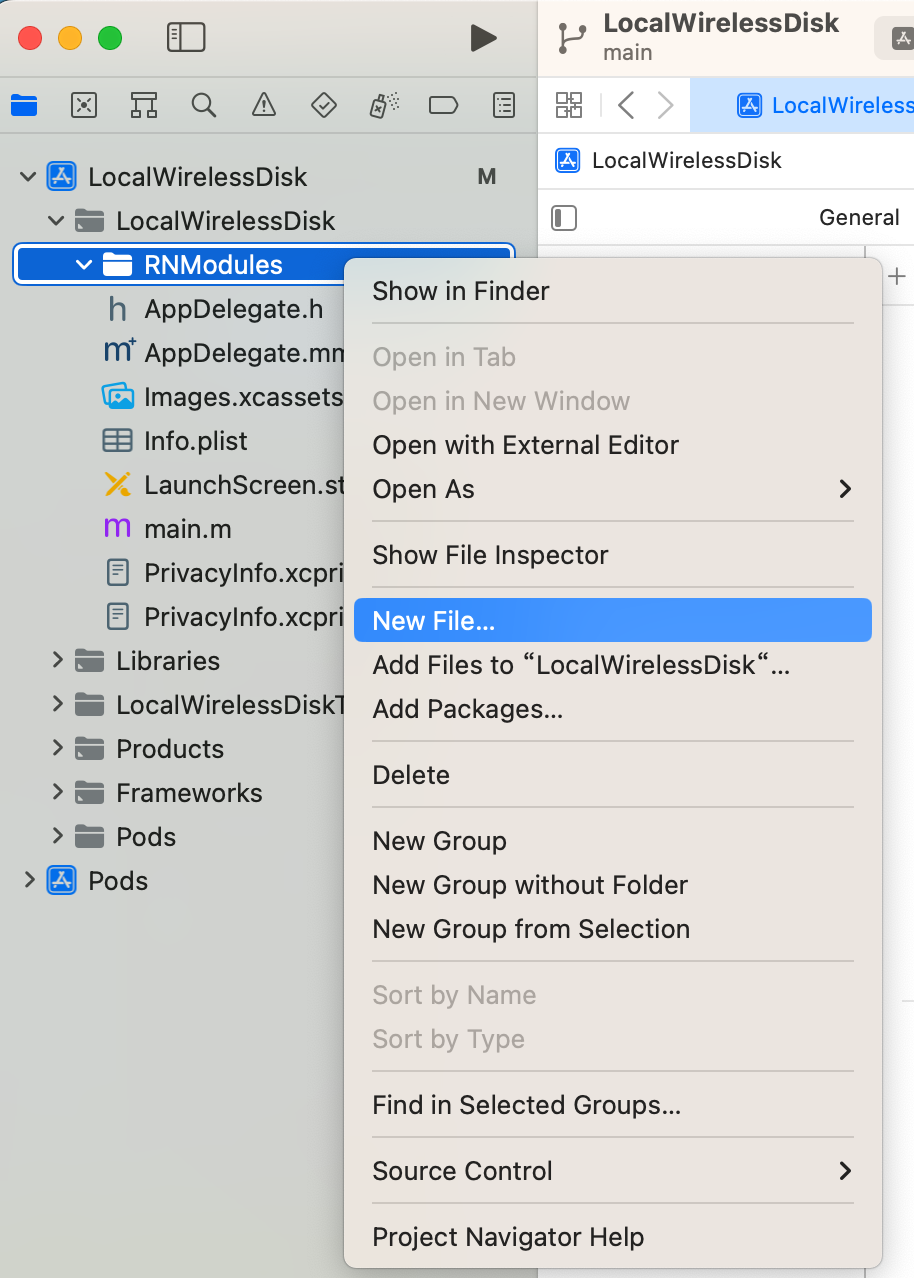 LocalWirelessDisk
main
LocalWireless
LocalWirelessDisk
M
LocalWirelessDisk
LocalWirelessDisk
General
RNModules
h AppDelegate.h
m+ AppDelegate.mm
Images.xcassets
Info.plist
LaunchScreen.st
m main.m
PrivacyInfo.xcpri
PrivacyInfo.xcpri
Libraries
LocalWirelessDiskT
Products
Frameworks
Pods
Pods
Show in Finder
Open in Tab
Open in New Window
Open with External Editor
Open As
Show File Inspector
New File...
Add Files to “LocalWirelessDisk“...
Add Packages...
Delete
New Group
New Group without Folder
New Group from Selection
Sort by Name
Sort by Type
Find in Selected Groups...
Source Control
Project Navigator Help